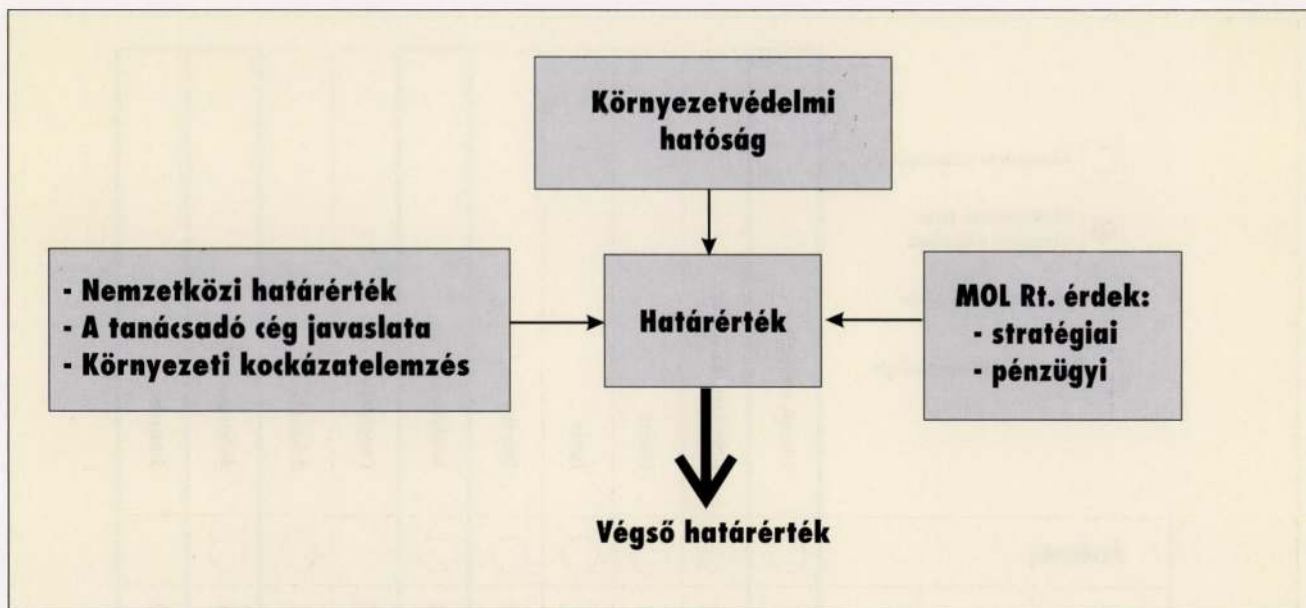 Környezetvédelmi
hatóság
- Nemzetközi határérték
- A tanácsadó cég javaslata
- Környezeti kockázatelemzés
Határérték
MOL Rt. érdek:
- stratégiai
- pénzügyi
Végső határérték